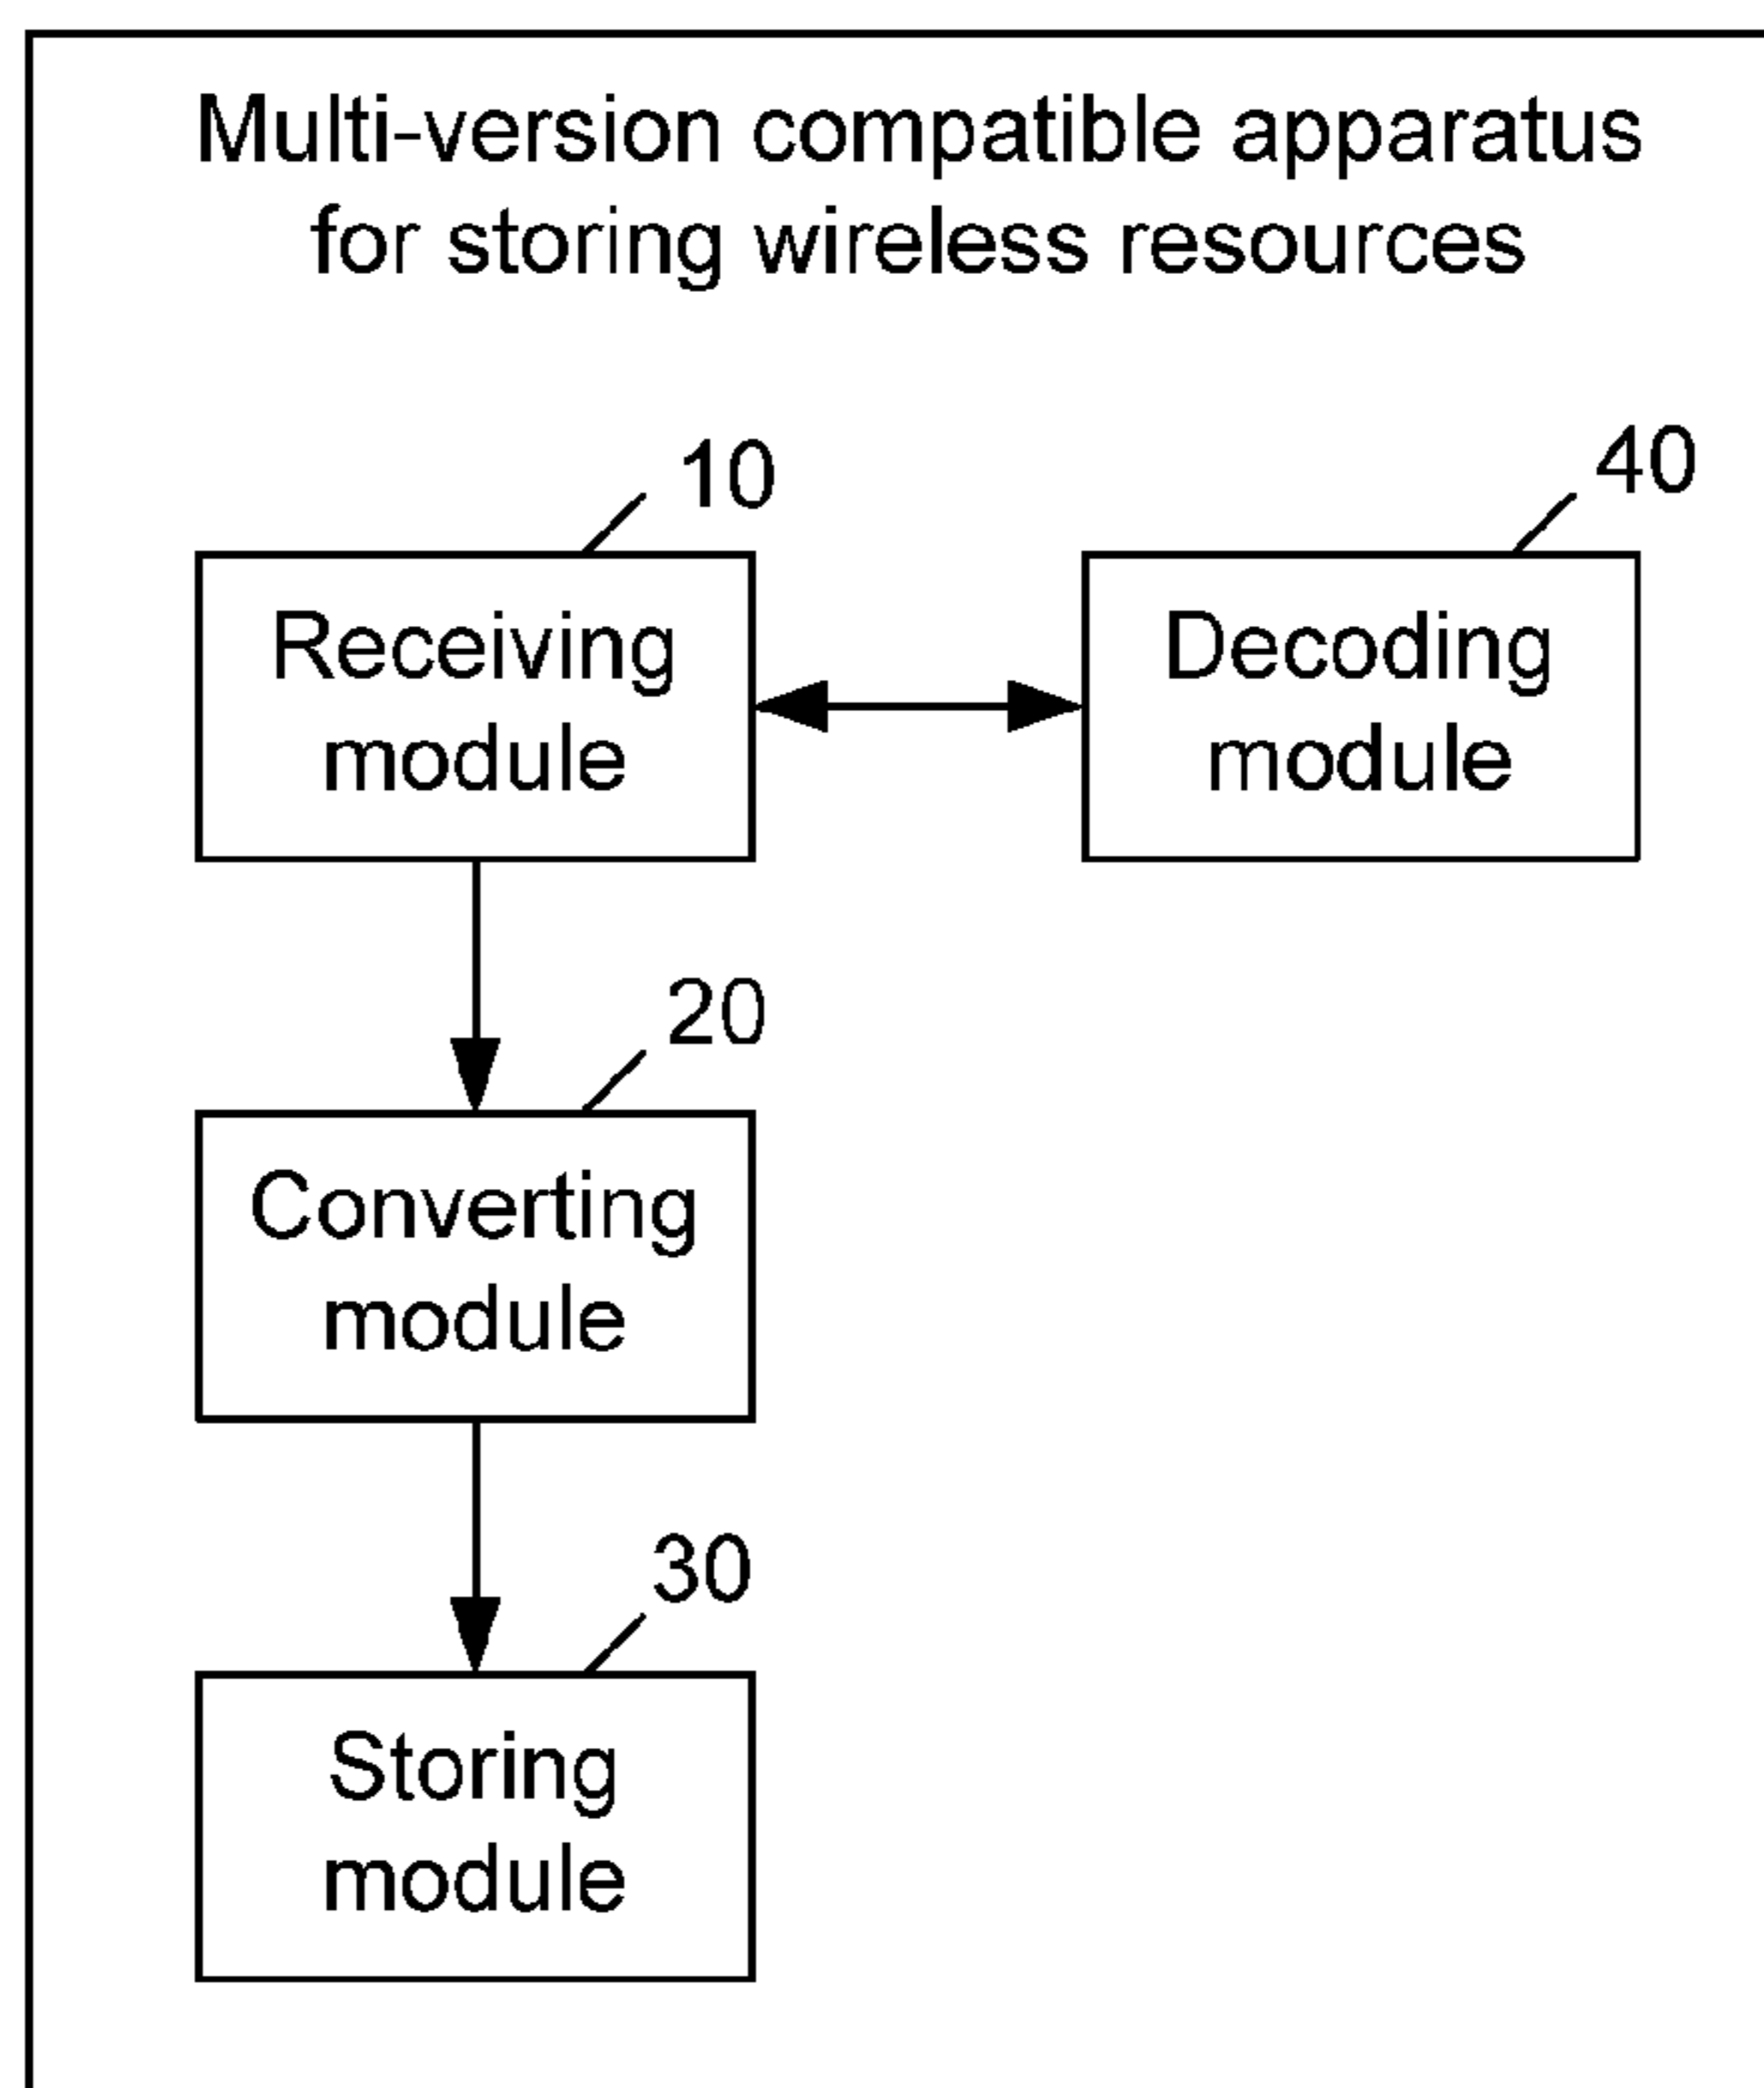 Multi-version compatible apparatus
for storing wireless resources
10
40
Receiving
module
Decoding
module
20
Converting
module
30
Storing
module